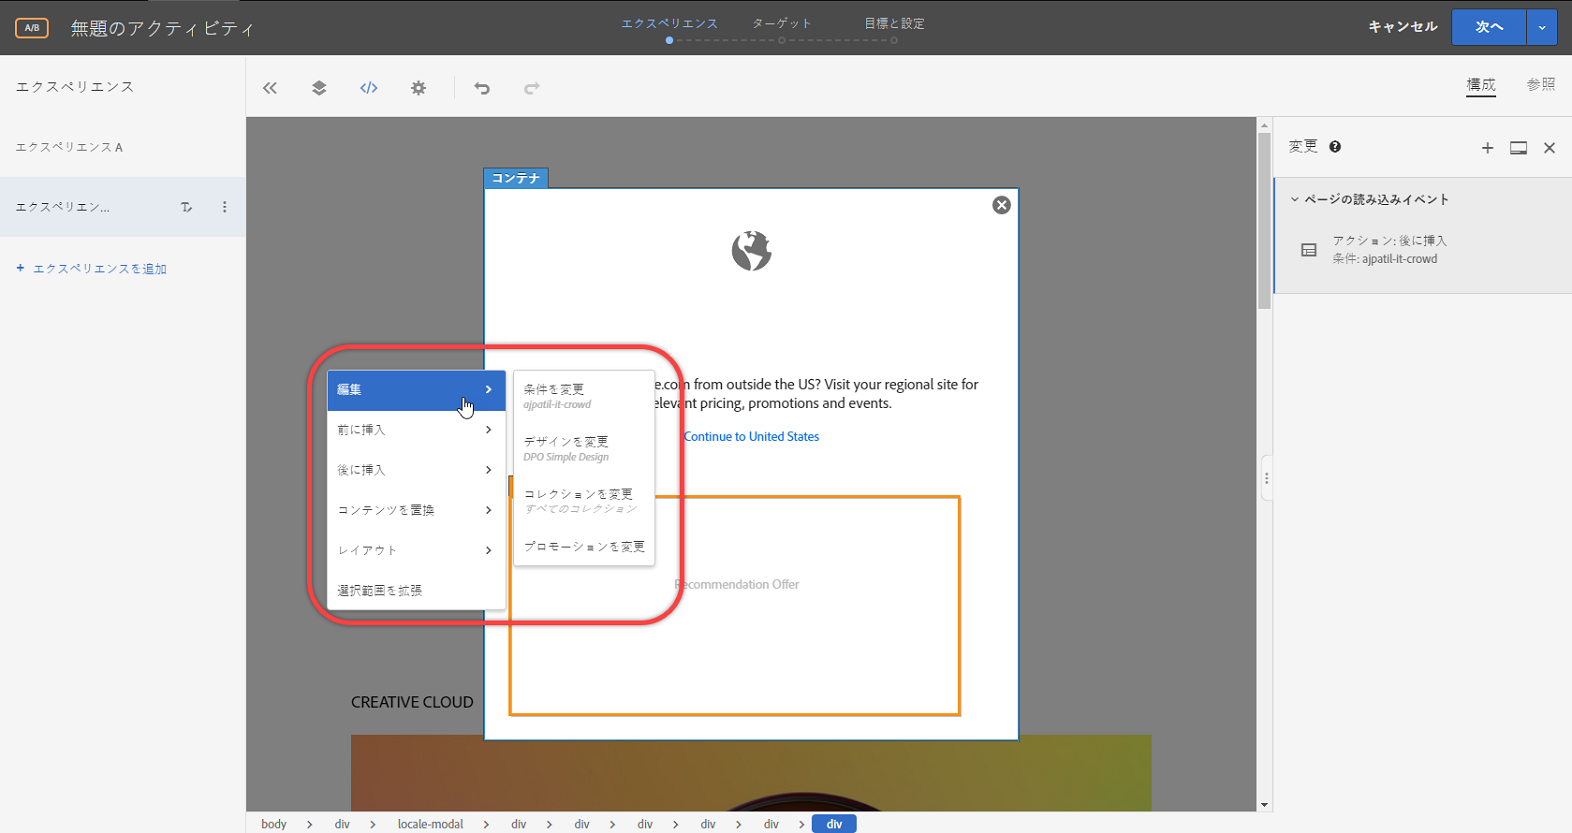 A/B
無題のアクティビティ
エクスペリエンス
ターゲット
目標と設定
キャンセル
次へ
エクスペリエンス
構成
参照
エクスペリエンス A
エクスペリエン...
+ エクスペリエンスを追加
コンテナ
変更
ページの読み込みイベント
アクション: 後に挿入
条件: ajpatil-it-crowd
編集
前に挿入
後に挿入
コンテンツを置換
レイアウト
選択範囲を拡張
条件を変更
ajpatil-it-crowd
デザインを変更
DPO Simple Design
コレクションを変更
すべてのコレクション
プロモーションを変更
e.com from outside the US? Visit your regional site for
elevant pricing, promotions and events.
Continue to United States
Recommendation Offer
CREATIVE CLOUD
body > div > locale-modal > div > div > div > div > div > div